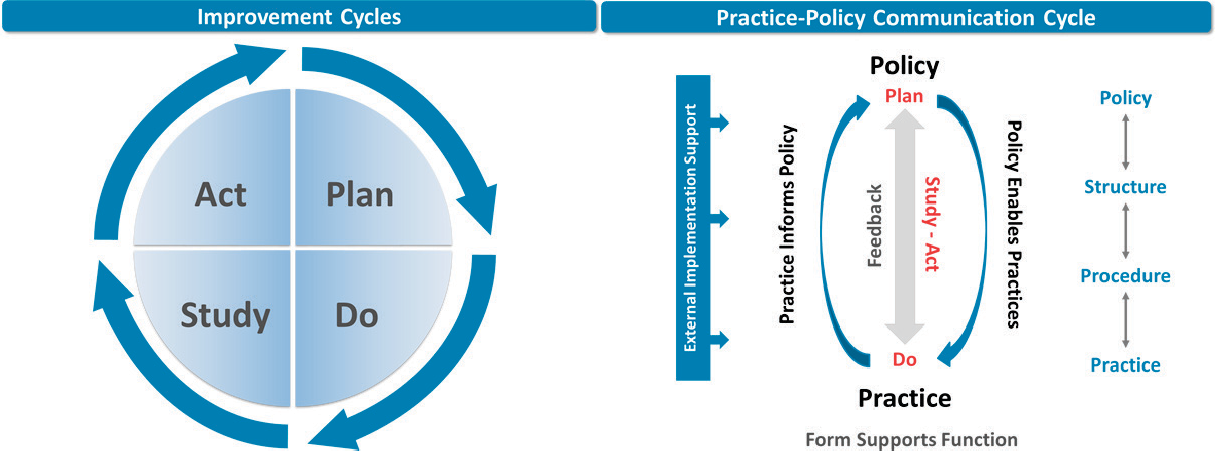 Improvement Cycles
Act
Plan
Study
Do
Practice-Policy Communication Cycle
External Implementation Support
Practice Informs Policy
Policy
Plan
Feedback
Study - Act
Do
Practice
Form Supports Function
Policy Enables Practices
Policy
Structure
Procedure
Practice